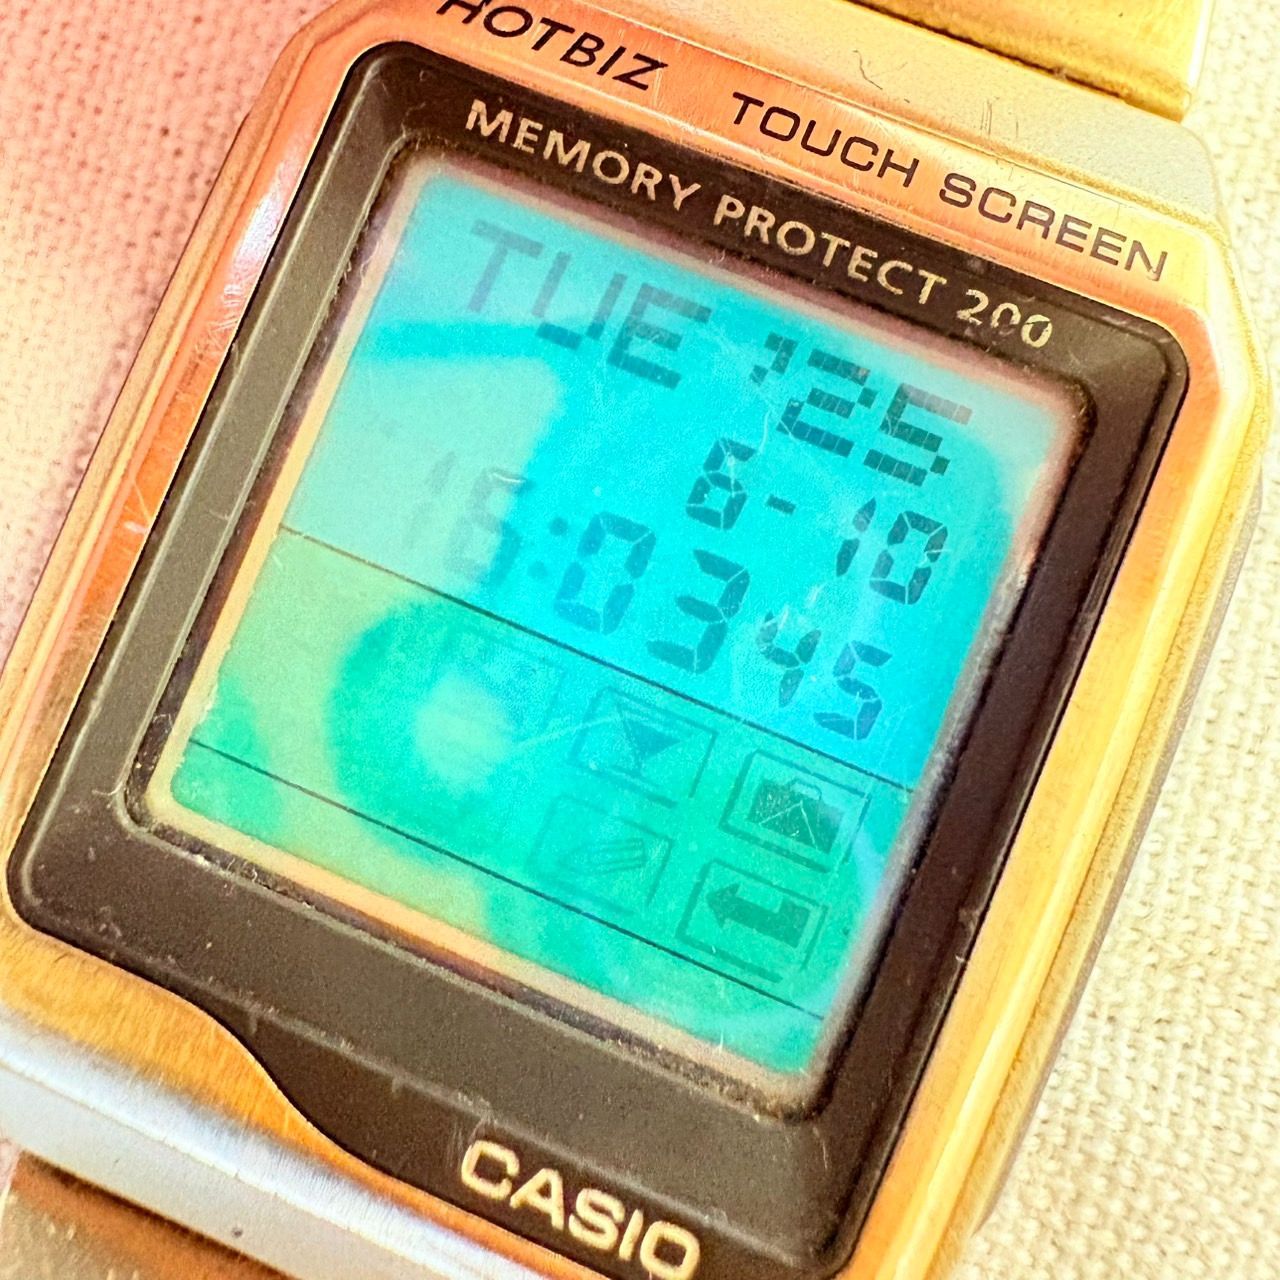 HOTBIZ TOUCH SCREEN
MEMORY PROTECT 200
TUE '25
6-10
16:03 45
CASIO